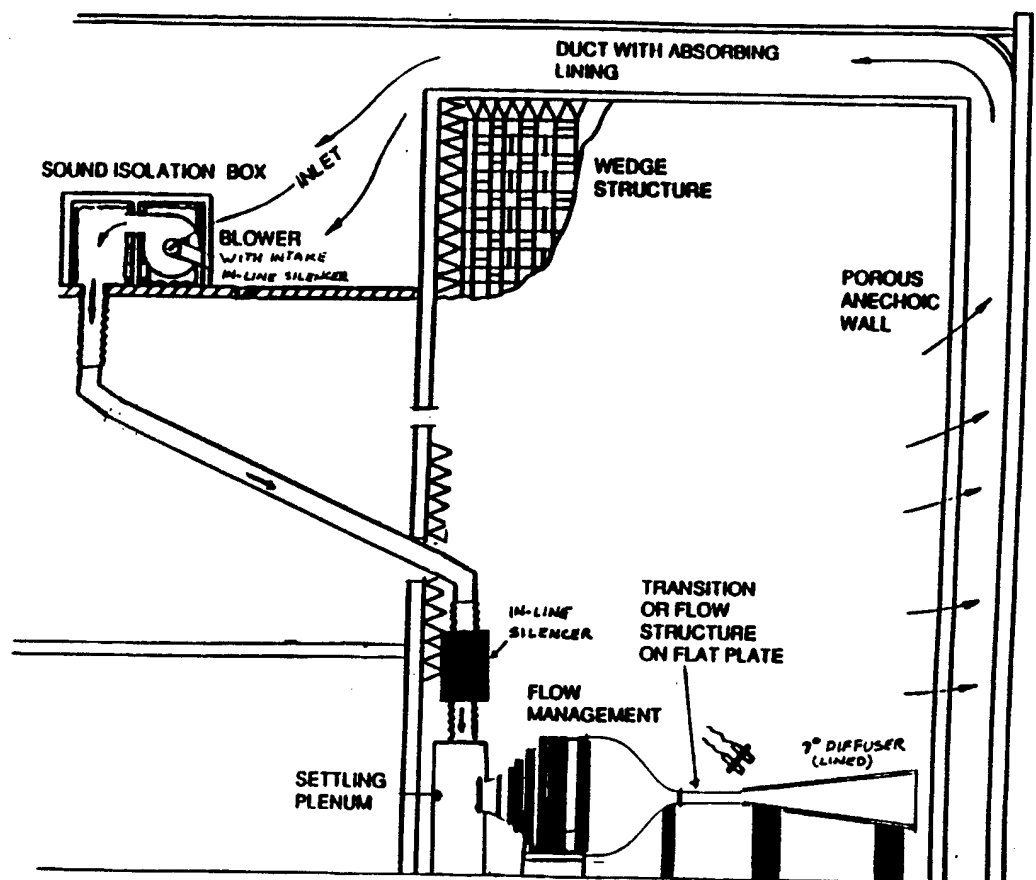 DUCT WITH ABSORBING
LINING
INLET
SOUND ISOLATION BOX
WEDGE
STRUCTURE
BLOWER
WITH INTAKE
IN-LINE SILENCER
POROUS
ANECHOIC
WALL
TRANSITION
OR FLOW
STRUCTURE
ON FLAT PLATE
IN-LINE
SILENCER
FLOW
MANAGEMENT
7° DIFFUSER
(LINED)
SETTLING
PLENUM